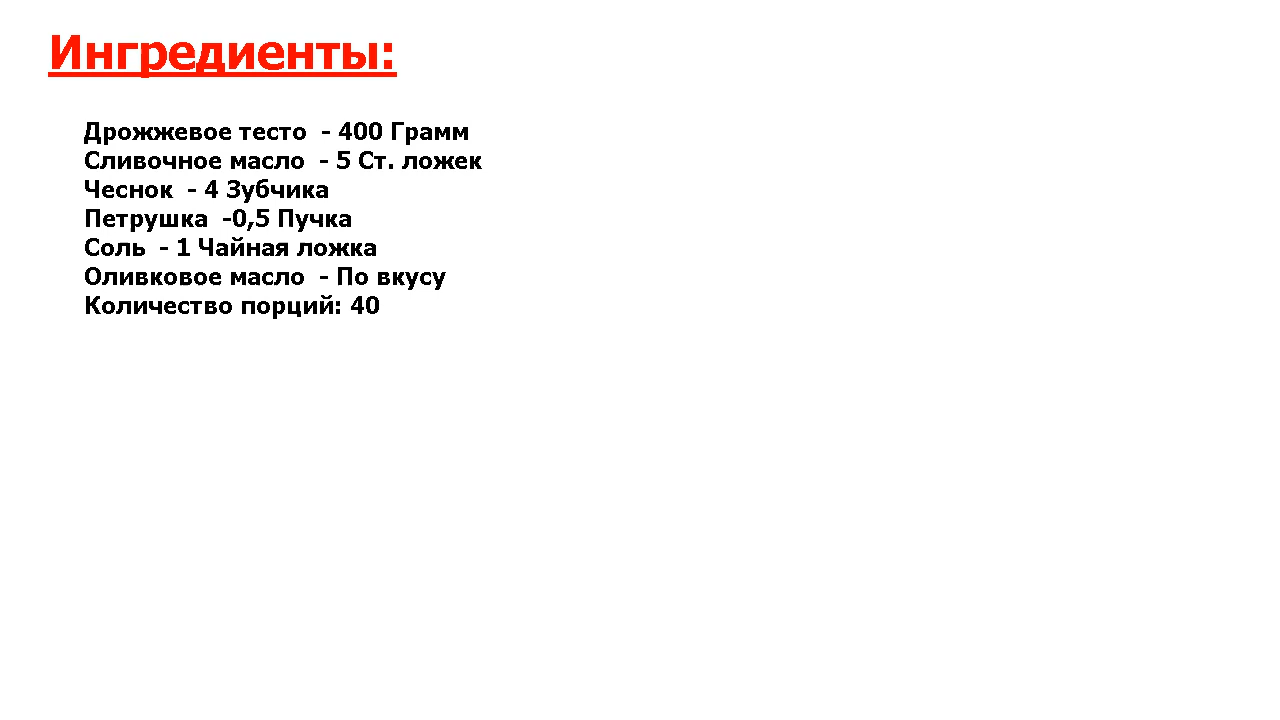 Ингредиенты:
Дрожжевое тесто  - 400 Грамм
Сливочное масло  - 5 Ст. ложек
Чеснок  - 4 Зубчика
Петрушка  -0,5 Пучка
Соль  - 1 Чайная ложка
Оливковое масло  - По вкусу
Количество порций: 40